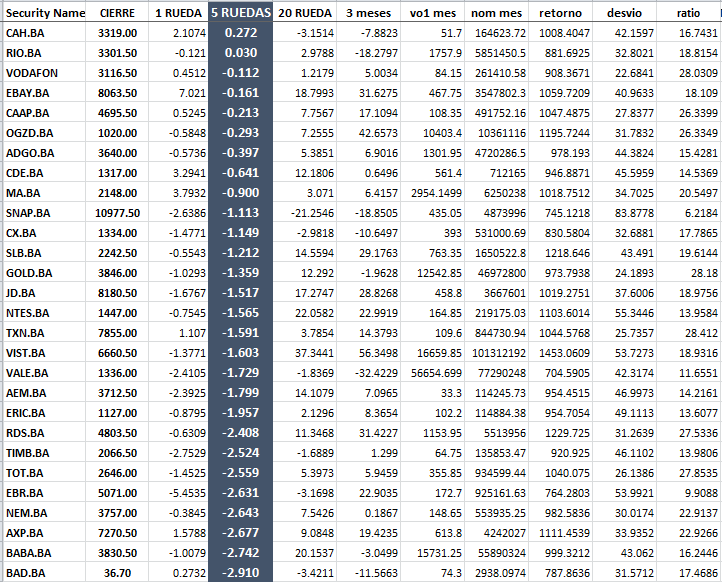 Security Name CIERRE 1 RUEDA 5 RUEDAS 20 RUEDA 3 meses vo1 mes nom mes retorno desvio ratio
CAH.BA 3319.00 2.1074 0.272 -3.1514 -7.8823 51.7 164623.72 1008.4047 42.1597 16.7431
RIO.BA 3301.50 -0.121 0.030 2.9788 -18.2797 1757.9 5851450.5 881.6925 32.8021 18.8154
VODAFON 3116.50 0.4512 -0.112 1.2179 5.0034 84.15 261410.58 908.3671 22.6841 28.0309
EBAY.BA 8063.50 7.021 -0.161 18.7993 31.6275 467.75 3547802.3 1059.7209 40.9633 18.109
CAAP.BA 4695.50 0.5245 -0.213 7.7567 17.1094 108.35 491752.16 1047.4875 27.8377 26.3399
OGZD.BA 1020.00 -0.5848 -0.293 7.2555 42.6573 10403.4 10361116 1195.7244 31.7832 26.3349
ADGO.BA 3640.00 -0.5736 -0.397 5.3851 6.9016 1301.95 4720286.5 978.193 44.3824 15.4281
CDE.BA 1317.00 3.2941 -0.641 12.1806 0.6496 561.4 712165 946.8871 45.5959 14.5369
MA.BA 2148.00 3.7932 -0.900 3.071 6.4157 2954.1499 6250238 1018.7512 34.7025 20.5497
SNAP.BA 10977.50 -2.6386 -1.113 -21.2546 -18.8505 435.05 4873996 745.1218 83.8778 6.2184
CX.BA 1334.00 -1.4771 -1.149 -2.9818 -10.6497 393 531000.69 830.5804 32.6881 17.7865
SLB.BA 2242.50 -0.5543 -1.212 14.5594 29.1763 763.35 1650522.8 1218.646 43.491 19.6144
GOLD.BA 3846.00 -1.0293 -1.359 12.292 -1.9628 12542.85 46972800 973.7938 24.1893 28.18
JD.BA 8180.50 -1.6767 -1.517 17.2747 28.8268 458.8 3667601 1019.2751 37.6006 18.9756
NTES.BA 1447.00 -0.7545 -1.565 22.0582 22.9919 164.85 219175.03 1103.6014 55.3446 13.9584
TXN.BA 7855.00 1.107 -1.591 3.7854 14.3793 109.6 844730.94 1044.5768 25.7357 28.412
VIST.BA 6660.50 -1.3771 -1.603 37.3441 56.3498 16659.85 101312192 1453.0609 53.7273 18.9316
VALE.BA 1336.00 -2.4105 -1.729 -1.8369 -32.4229 56654.699 77290248 704.5905 42.3174 11.6551
AEM.BA 3712.50 -2.3925 -1.799 14.1079 7.0965 33.3 114245.73 954.4515 46.9973 14.2161
ERIC.BA 1127.00 -0.8795 -1.957 2.1296 8.3654 102.2 114884.38 954.7054 49.1113 13.6077
RDS.BA 4803.50 -0.6309 -2.408 11.3468 31.4227 1153.95 5513956 1229.725 31.2639 27.5336
TIMB.BA 2066.50 -2.7529 -2.524 -1.6889 1.299 64.75 135853.47 920.925 46.1102 13.9806
TOT.BA 2646.00 -1.4525 -2.559 5.3973 5.9459 355.85 934599.44 1040.075 26.1386 27.8535
EBR.BA 5071.00 -5.4535 -2.631 -3.1698 22.9035 172.7 925161.63 764.2803 53.9921 9.9088
NEM.BA 3757.00 -0.3845 -2.643 7.5426 0.1867 148.65 553935.25 982.5836 30.0174 22.9137
AXP.BA 7270.50 1.5788 -2.677 9.0848 19.4235 613.8 4242027 1111.4539 33.9352 22.9266
BABA.BA 3830.50 -1.0079 -2.742 20.1537 -3.0499 15731.25 55890324 999.3212 43.062 16.2446
BAD.BA 36.70 0.2732 -2.910 -3.4211 -11.5663 74.3 2938.0974 787.8636 31.5712 17.4686